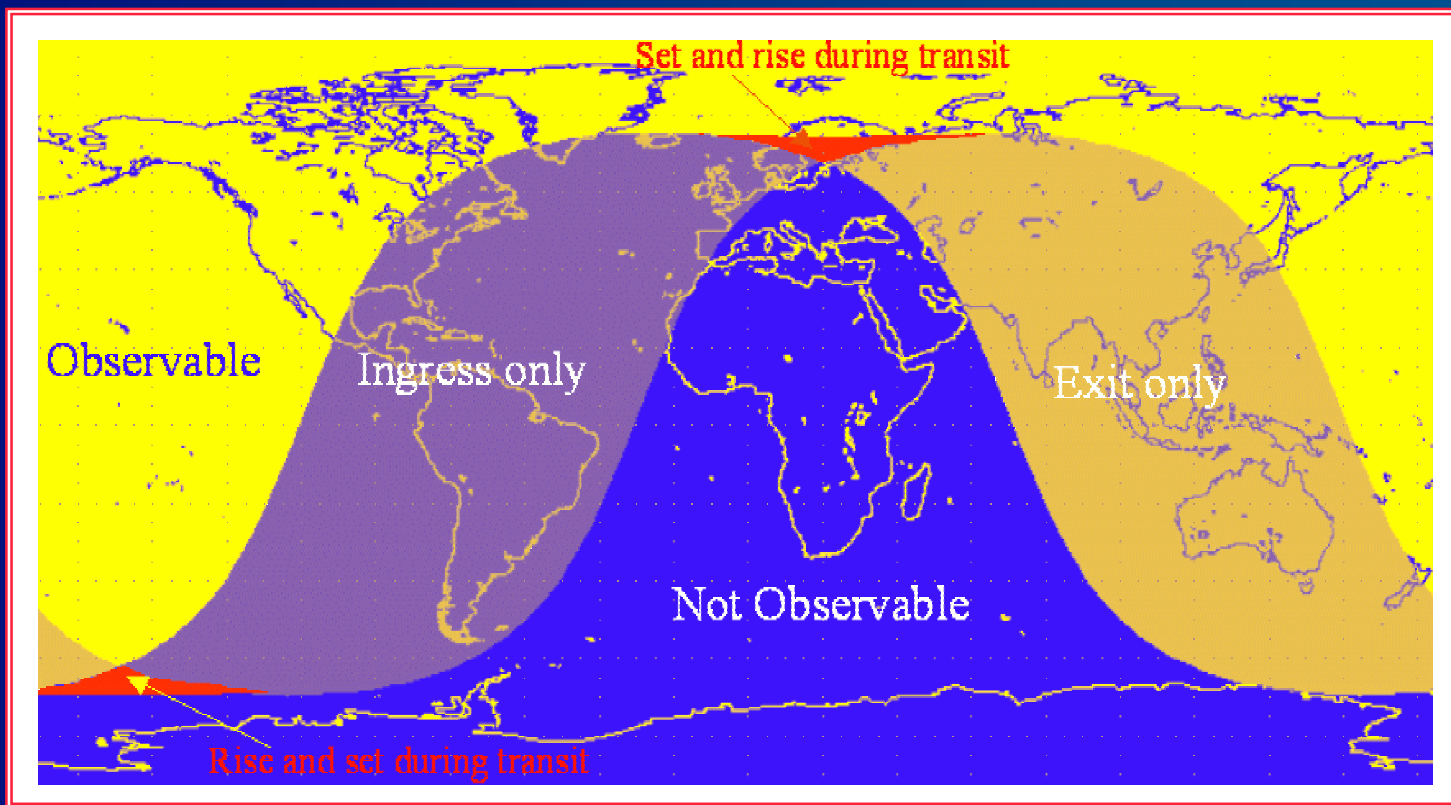 Set and rise during transit
Observable
Ingress only
Exit only
Not Observable
Rise and set during transit